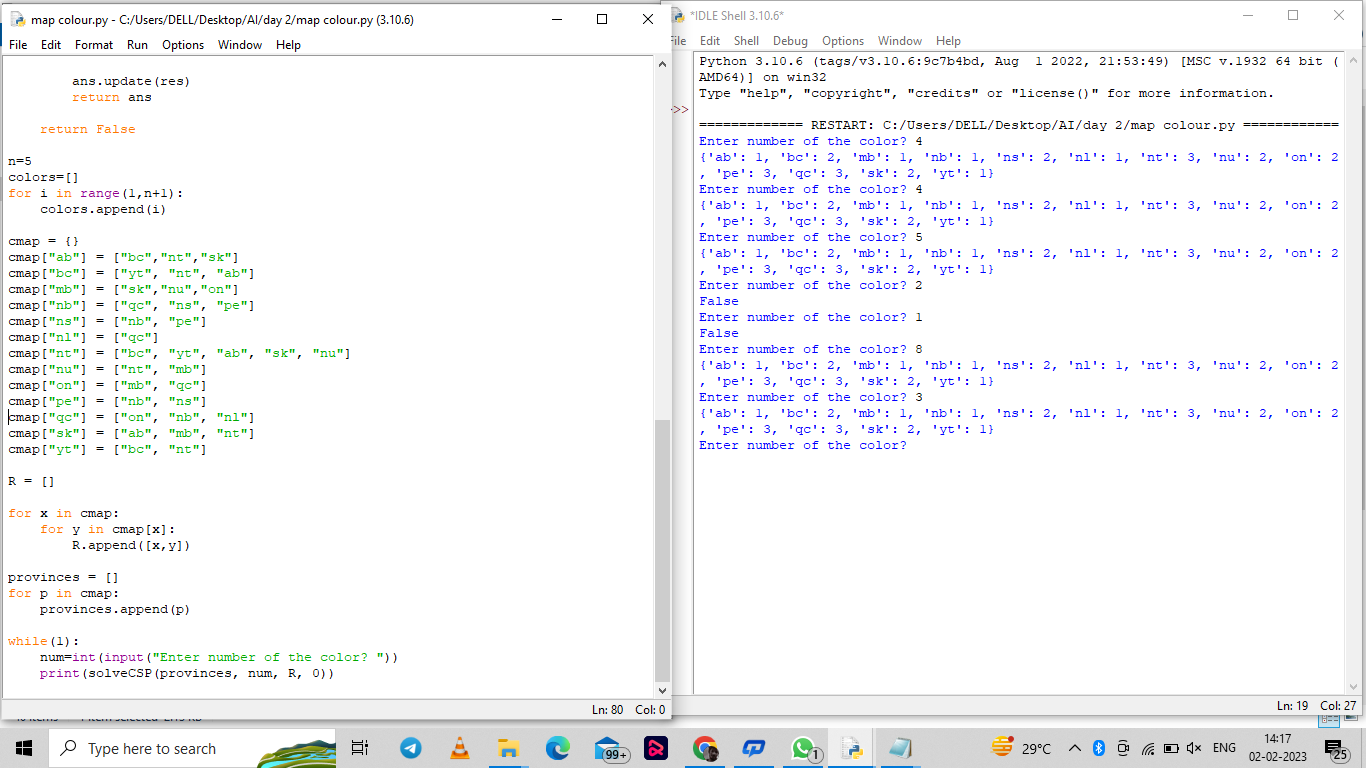 map colour.py - C:/Users/DELL/Desktop/AI/day 2/map colour.py (3.10.6)
File Edit Format Run Options Window Help
        ans.update(res)
        return ans

    return False

n=5
colors=[]
for i in range(1,n+1):
    colors.append(i)

cmap = {}
cmap["ab"] = ["bc","nt","sk"]
cmap["bc"] = ["yt", "nt", "ab"]
cmap["mb"] = ["sk","nu","on"]
cmap["nb"] = ["qc", "ns", "pe"]
cmap["ns"] = ["nb", "pe"]
cmap["nl"] = ["qc"]
cmap["nt"] = ["bc", "yt", "ab", "sk", "nu"]
cmap["nu"] = ["nt", "mb"]
cmap["on"] = ["mb", "qc"]
cmap["pe"] = ["nb", "ns"]
cmap["qc"] = ["on", "nb", "nl"]
cmap["sk"] = ["ab", "mb", "nt"]
cmap["yt"] = ["bc", "nt"]

R = []

for x in cmap:
    for y in cmap[x]:
        R.append([x,y])

provinces = []
for p in cmap:
    provinces.append(p)

while(1):
    num=int(input("Enter number of the color? "))
    print(solveCSP(provinces, num, R, 0))
Ln: 80 Col: 0
*IDLE Shell 3.10.6*
File Edit Shell Debug Options Window Help
Python 3.10.6 (tags/v3.10.6:9c7b4bd, Aug  1 2022, 21:53:49) [MSC v.1932 64 bit (
AMD64)] on win32
Type "help", "copyright", "credits" or "license()" for more information.
>>
============= RESTART: C:/Users/DELL/Desktop/AI/day 2/map colour.py ============
Enter number of the color? 4
{'ab': 1, 'bc': 2, 'mb': 1, 'nb': 1, 'ns': 2, 'nl': 1, 'nt': 3, 'nu': 2, 'on': 2
, 'pe': 3, 'qc': 3, 'sk': 2, 'yt': 1}
Enter number of the color? 4
{'ab': 1, 'bc': 2, 'mb': 1, 'nb': 1, 'ns': 2, 'nl': 1, 'nt': 3, 'nu': 2, 'on': 2
, 'pe': 3, 'qc': 3, 'sk': 2, 'yt': 1}
Enter number of the color? 5
{'ab': 1, 'bc': 2, 'mb': 1, 'nb': 1, 'ns': 2, 'nl': 1, 'nt': 3, 'nu': 2, 'on': 2
, 'pe': 3, 'qc': 3, 'sk': 2, 'yt': 1}
Enter number of the color? 2
False
Enter number of the color? 1
False
Enter number of the color? 8
{'ab': 1, 'bc': 2, 'mb': 1, 'nb': 1, 'ns': 2, 'nl': 1, 'nt': 3, 'nu': 2, 'on': 2
, 'pe': 3, 'qc': 3, 'sk': 2, 'yt': 1}
Enter number of the color? 3
{'ab': 1, 'bc': 2, 'mb': 1, 'nb': 1, 'ns': 2, 'nl': 1, 'nt': 3, 'nu': 2, 'on': 2
, 'pe': 3, 'qc': 3, 'sk': 2, 'yt': 1}
Enter number of the color?
Ln: 19 Col: 27
Type here to search
99+
1
29°C
ENG
14:17
02-02-2023
25